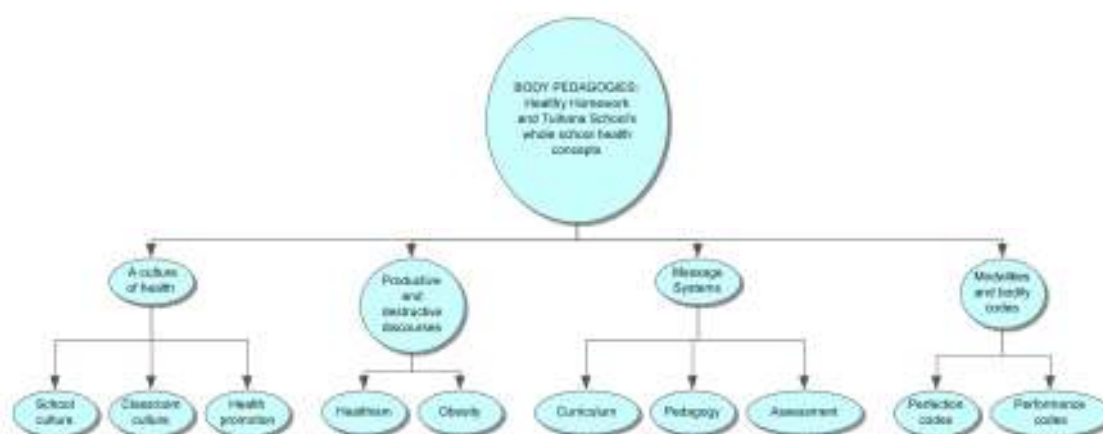 BODY PEDAGOGIES:
Healthy Homework
and Tuihana School's
whole school health
concepts
A culture
of health
Productive
and
destructive
discourses
Message
Systems
Modalities
and bodily
codes
School
culture
Classroom
culture
Health
promotion
Healthism
Obesity
Curriculum
Pedagogy
Assessment
Perfection
codes
Performance
codes